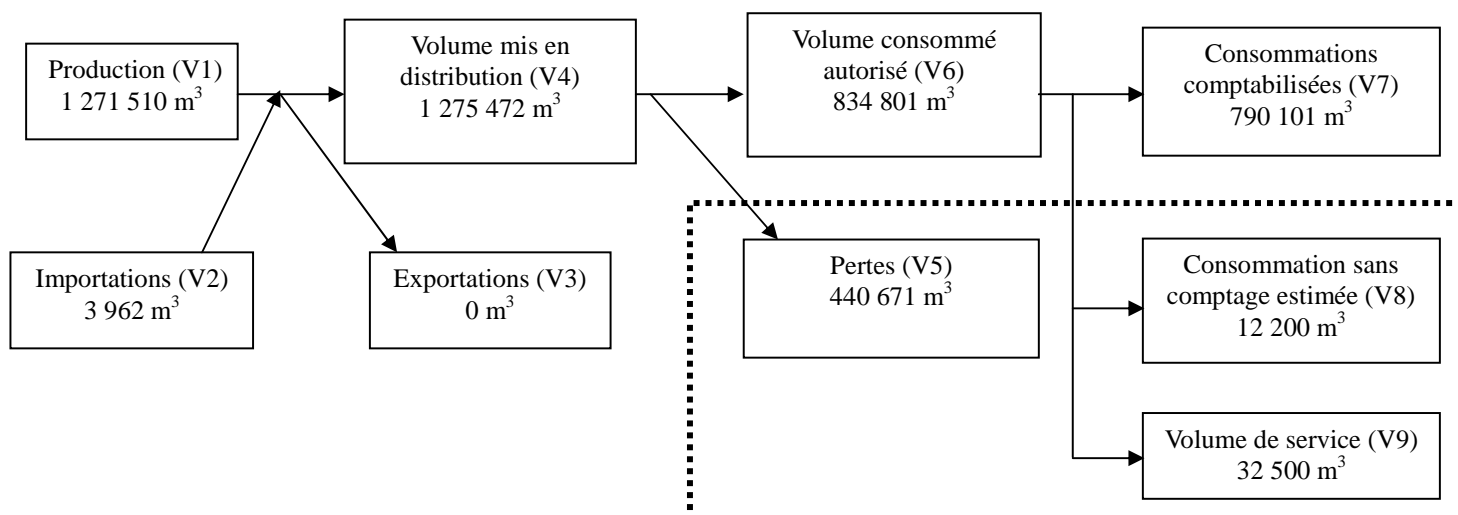 Production (V1)
1 271 510 m³
Volume mis en
distribution (V4)
1 275 472 m³
Volume consommé
autorisé (V6)
834 801 m³
Consommations
comptabilisées (V7)
790 101 m³
Importations (V2)
3 962 m³
Exportations (V3)
0 m³
Pertes (V5)
440 671 m³
Consommation sans
comptage estimée (V8)
12 200 m³
Volume de service (V9)
32 500 m³